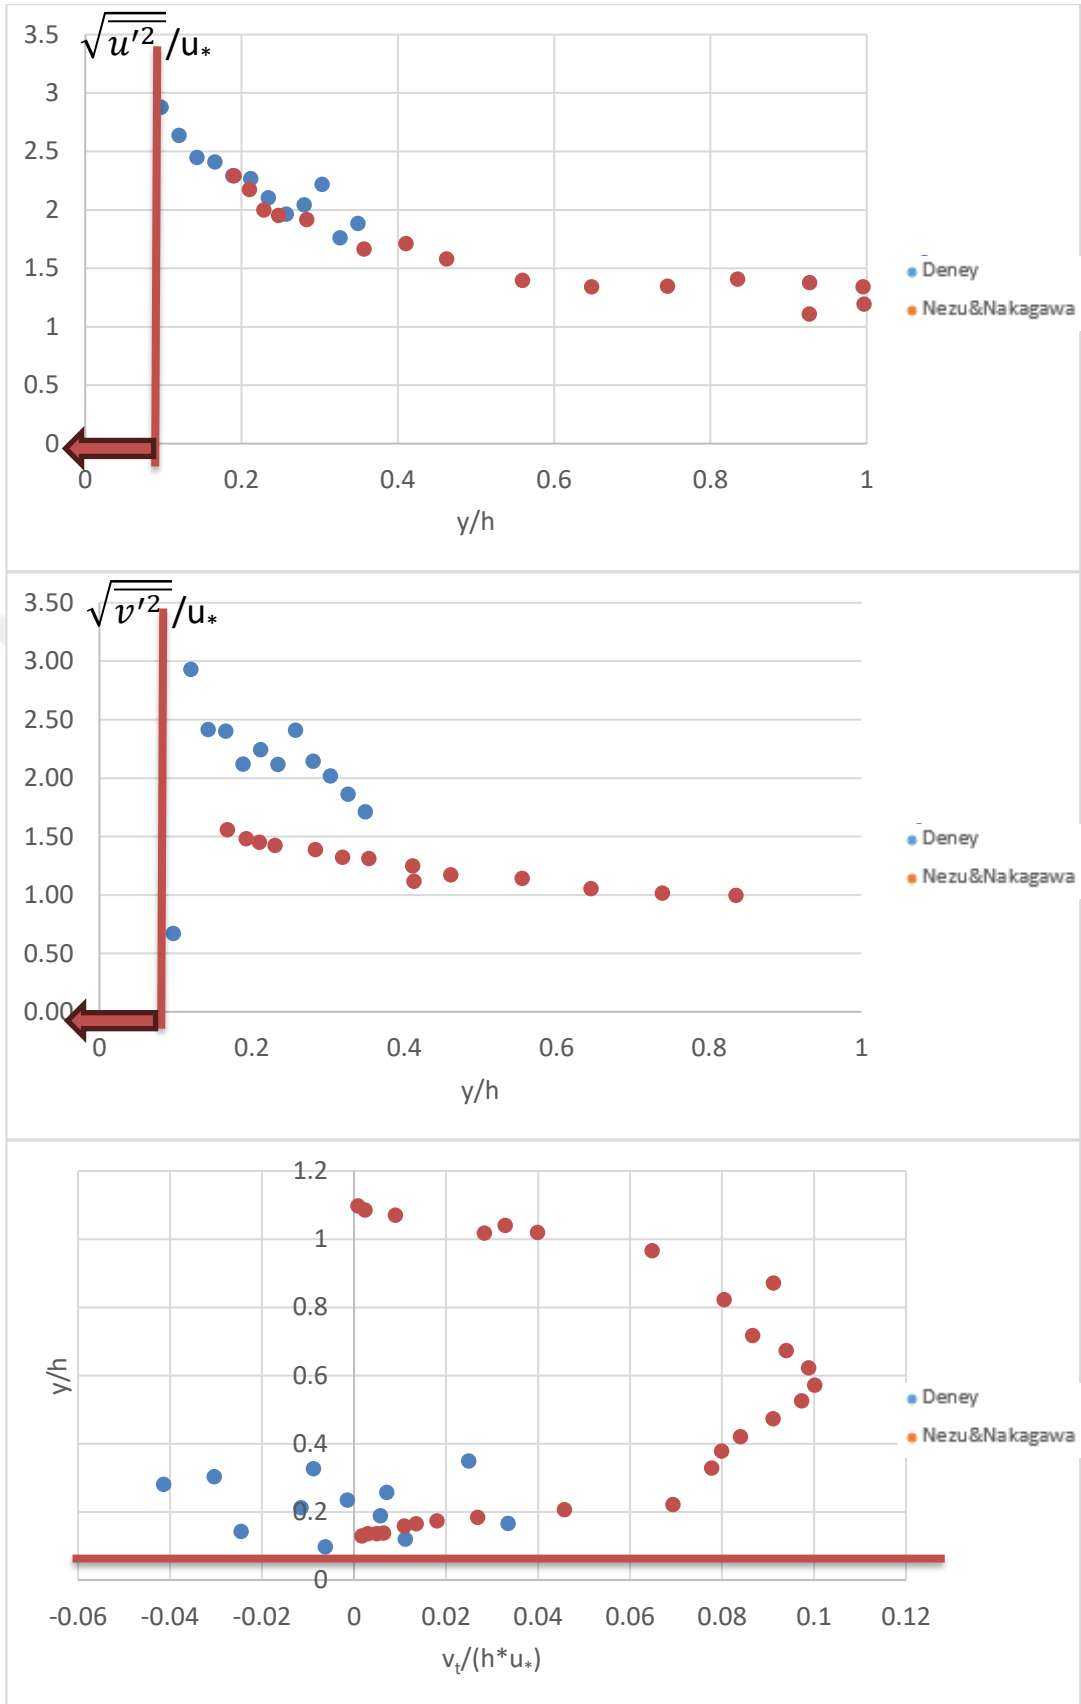 √u′²/u*
3.5
3
2.5
2
1.5
1
0.5
0
0 0.2 0.4 0.6 0.8 1
y/h
Deney
Nezu&Nakagawa
√v′²/u*
3.50
3.00
2.50
2.00
1.50
1.00
0.50
0.00
0 0.2 0.4 0.6 0.8 1
y/h
Deney
Nezu&Nakagawa
1.2
1
0.8
0.6
0.4
0.2
0
y/h
-0.06 -0.04 -0.02 0 0.02 0.04 0.06 0.08 0.1 0.12
vₜ/(h*u*)
Deney
Nezu&Nakagawa